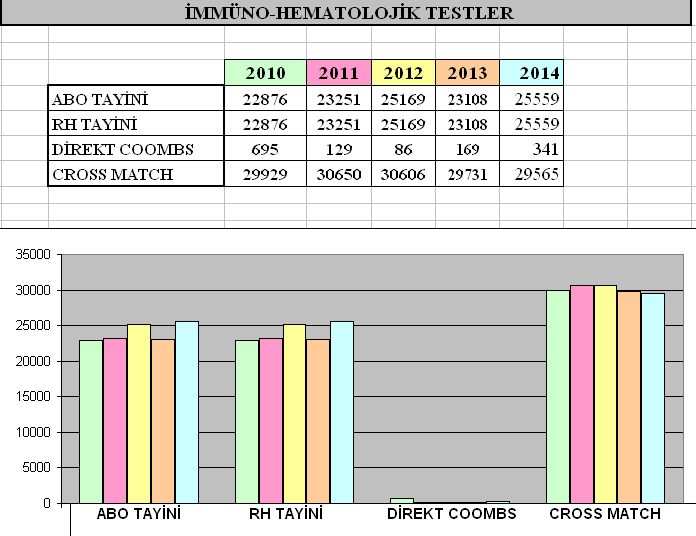 İMMÜNO-HEMATOLOJİK TESTLER
2010 2011 2012 2013 2014
ABO TAYİNİ 22876 23251 25169 23108 25559
RH TAYİNİ 22876 23251 25169 23108 25559
DİREKT COOMBS 695 129 86 169 341
CROSS MATCH 29929 30650 30606 29731 29565
35000
30000
25000
20000
15000
10000
5000
0
ABO TAYİNİ RH TAYİNİ DİREKT COOMBS CROSS MATCH